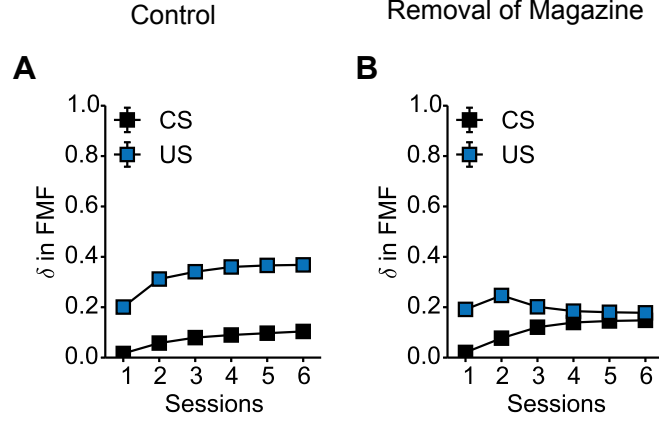 Control
Removal of Magazine
A
B
1.0
0.8
0.6
0.4
0.2
0.0
δ in FMF
CS
US
1 2 3 4 5 6
Sessions
1.0
0.8
0.6
0.4
0.2
0.0
δ in FMF
CS
US
1 2 3 4 5 6
Sessions